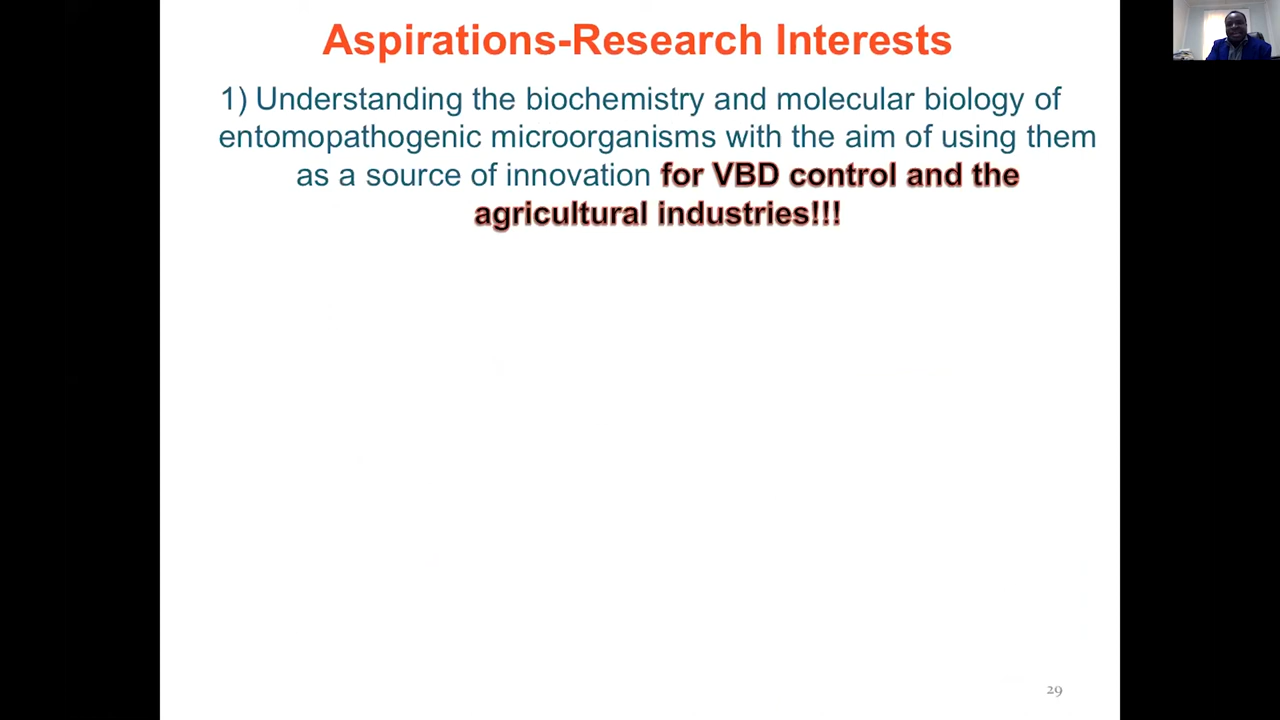 Aspirations-Research Interests
1) Understanding the biochemistry and molecular biology of
entomopathogenic microorganisms with the aim of using them
as a source of innovation for VBD control and the
agricultural industries!!!
29